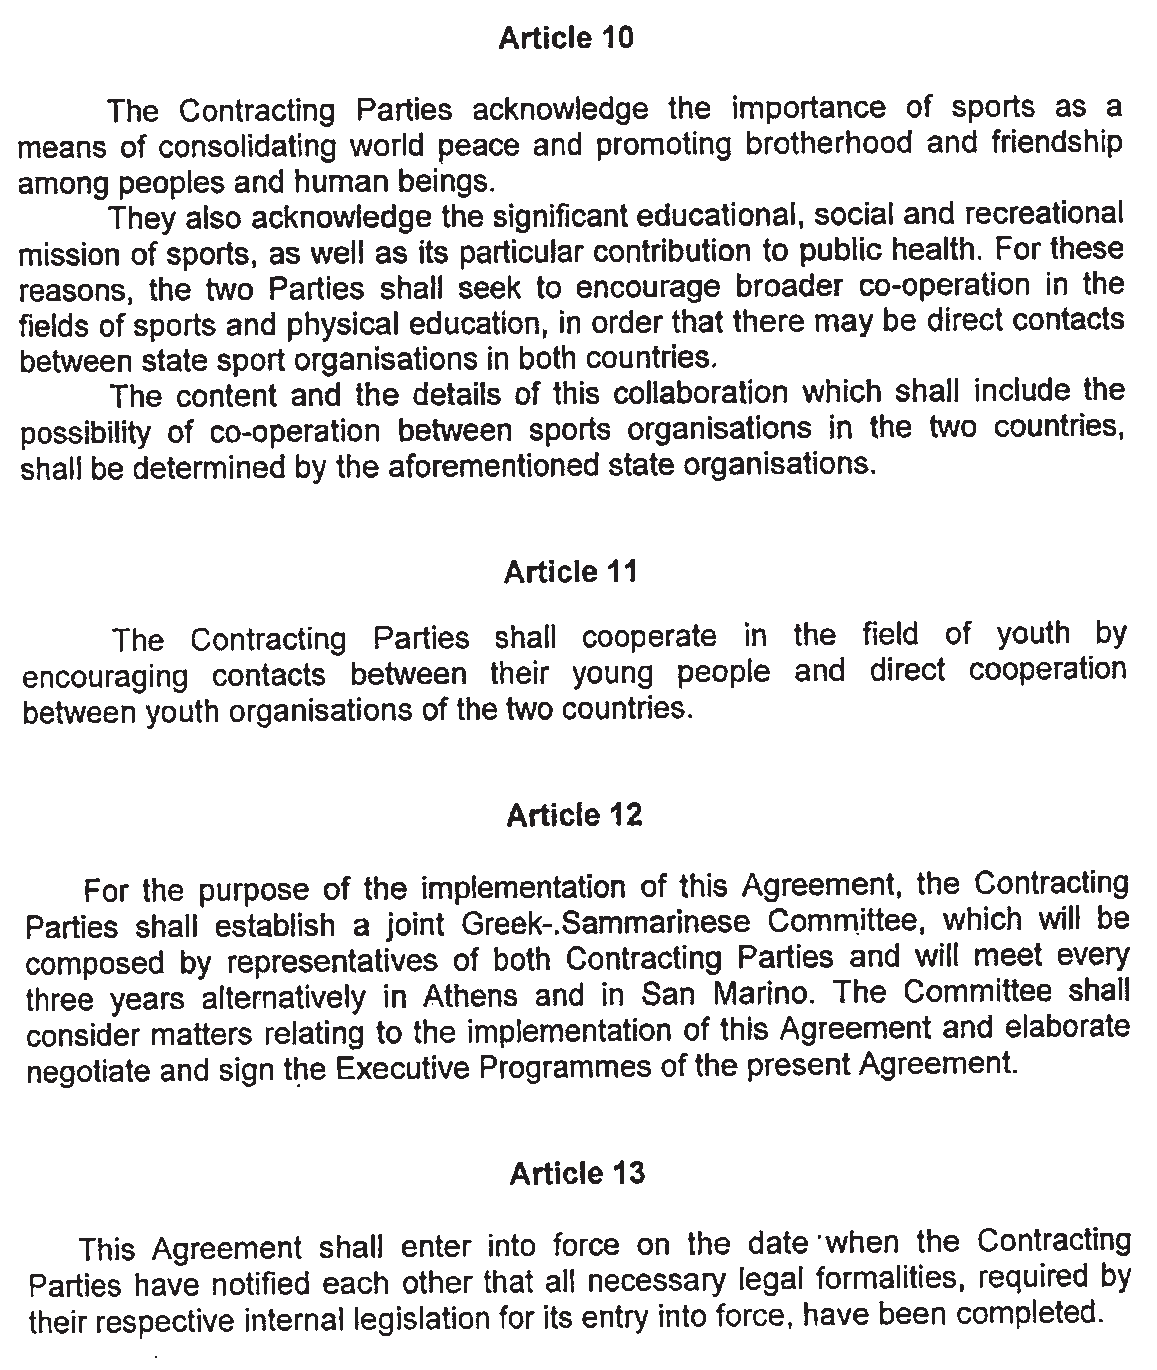 Article 10
The Contracting Parties acknowledge the importance of sports as a
means of consolidating world peace and promoting brotherhood and friendship
among peoples and human beings.
They also acknowledge the significant educational, social and recreational
mission of sports, as well as its particular contribution to public health. For these
reasons, the two Parties shall seek to encourage broader co-operation in the
fields of sports and physical education, in order that there may be direct contacts
between state sport organisations in both countries.
The content and the details of this collaboration which shall include the
possibility of co-operation between sports organisations in the two countries,
shall be determined by the aforementioned state organisations.
Article 11
The Contracting Parties shall cooperate in the field of youth by
encouraging contacts between their young people and direct cooperation
between youth organisations of the two countries.
Article 12
For the purpose of the implementation of this Agreement, the Contracting
Parties shall establish a joint Greek-.Sammarinese Committee, which will be
composed by representatives of both Contracting Parties and will meet every
three years alternatively in Athens and in San Marino. The Committee shall
consider matters relating to the implementation of this Agreement and elaborate
negotiate and sign the Executive Programmes of the present Agreement.
Article 13
This Agreement shall enter into force on the date when the Contracting
Parties have notified each other that all necessary legal formalities, required by
their respective internal legislation for its entry into force, have been completed.